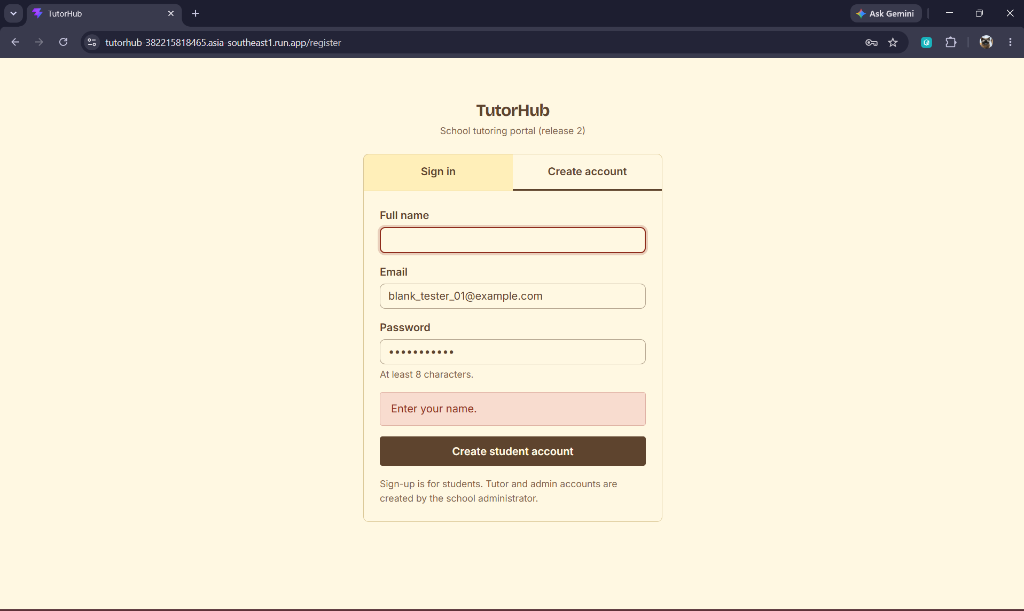 TutorHub
Ask Gemini
tutorhub-382215818465.asia-southeast1.run.app/register
TutorHub
School tutoring portal (release 2)
Sign in
Create account
Full name
Email
blank_tester_01@example.com
Password
•••••••••••
At least 8 characters.
Enter your name.
Create student account
Sign-up is for students. Tutor and admin accounts are
created by the school administrator.